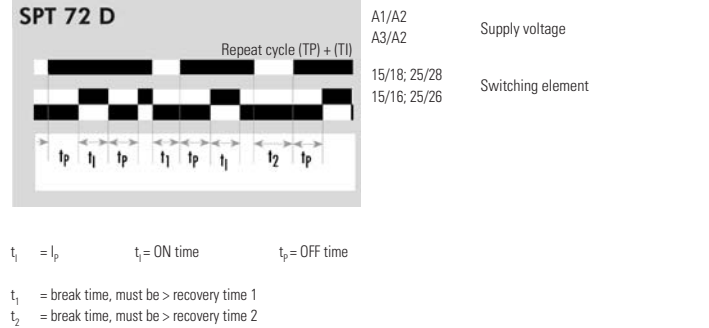 SPT 72 D
Repeat cycle (TP) + (TI)
A1/A2
A3/A2
Supply voltage
15/18; 25/28
15/16; 25/26
Switching element
tP tI tP t1 tP tI t2 tP
tI = IP tI = ON time tP = OFF time
t1 = break time, must be > recovery time 1
t2 = break time, must be > recovery time 2